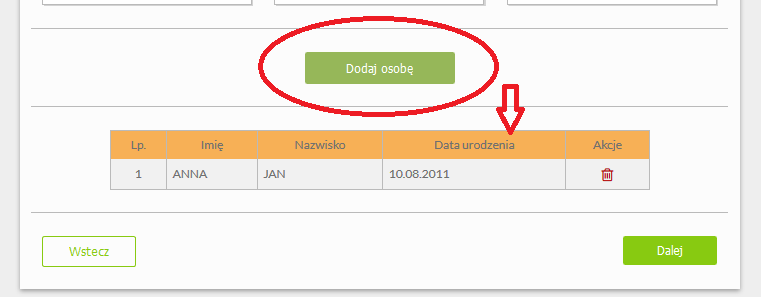 Dodaj osobę
Lp. Imię Nazwisko Data urodzenia Akcje
1 ANNA JAN 10.08.2011
Wstecz Dalej